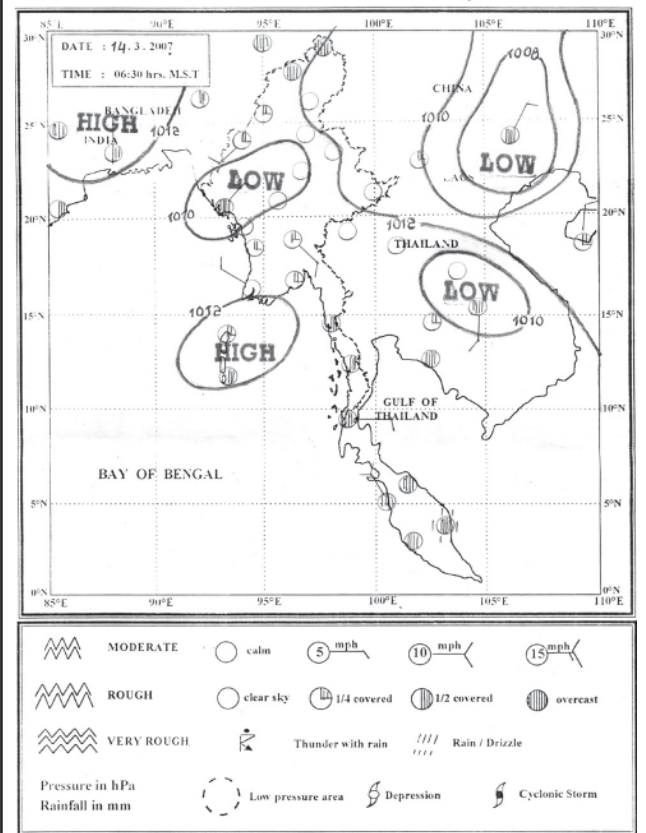 85°E 90°E 95°E 100°E 105°E 110°E
30°N 30°N
DATE : 14.3.2007
TIME : 06:30 hrs. M.S.T
CHINA
1008
BANGLADESH
HIGH
INDIA
1012
1010
25°N 25°N
LOW
LOW
LAOS
1010
20°N 20°N
1012
THAILAND
LOW
1012
1010
15°N 15°N
HIGH
GULF OF
THAILAND
10°N 10°N
BAY OF BENGAL
5°N 5°N
0°N 0°N
85°E 90°E 95°E 100°E 105°E 110°E
MODERATE calm 5 mph 10 mph 15 mph
ROUGH clear sky 1/4 covered 1/2 covered overcast
VERY ROUGH Thunder with rain Rain / Drizzle
Pressure in hPa
Rainfall in mm
Low pressure area Depression Cyclonic Storm